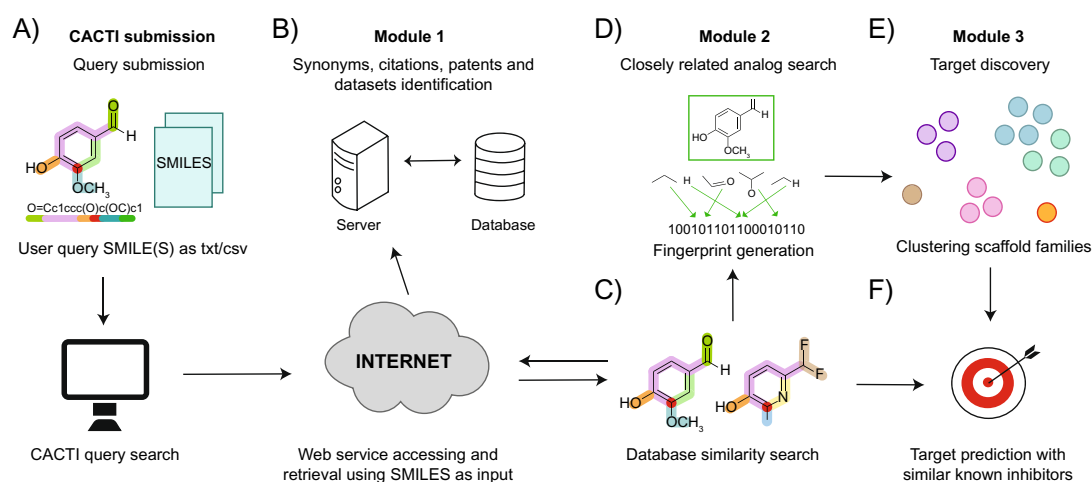 A)
CACTI submission
Query submission
O
H
HO
OCH3
SMILES
O=Cc1ccc(O)c(OC)c1
User query SMILE(S) as txt/csv
CACTI query search
B)
Module 1
Synonyms, citations, patents and
datasets identification
Server
Database
INTERNET
Web service accessing and
retrieval using SMILES as input
D)
Module 2
Closely related analog search
HO
OCH3
H
O
O
H
100101101100010110
Fingerprint generation
C)
O
H
HO
OCH3
F
F
N
HO
Database similarity search
E)
Module 3
Target discovery
Clustering scaffold families
F)
Target prediction with
similar known inhibitors